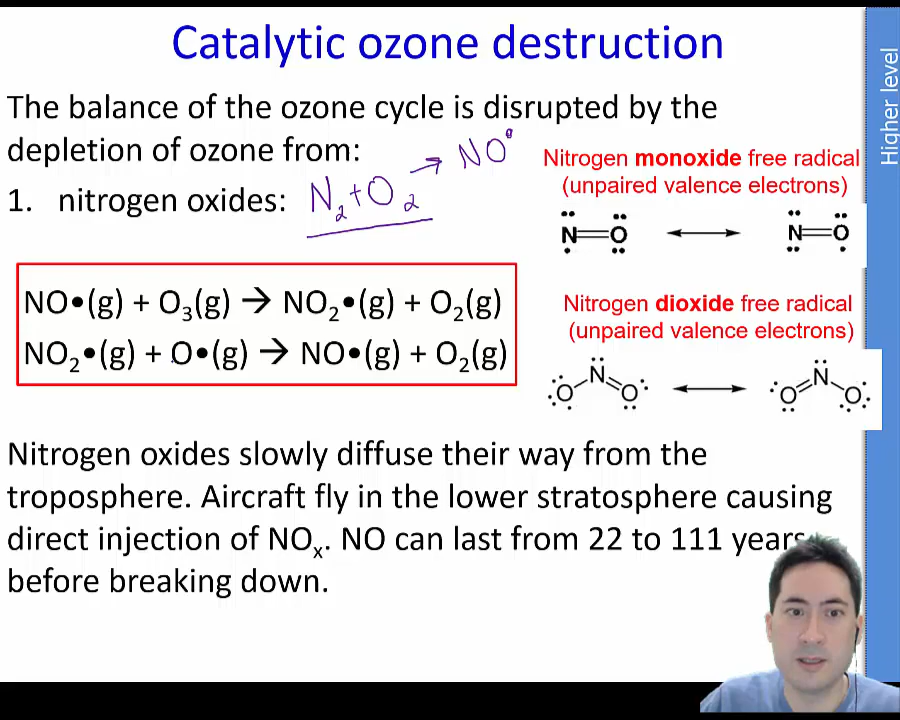 Catalytic ozone destruction
Higher level
The balance of the ozone cycle is disrupted by the
depletion of ozone from:
1. nitrogen oxides: N₂+O₂ → NO•
Nitrogen monoxide free radical
(unpaired valence electrons)
N O N O
NO•(g) + O₃(g) → NO₂•(g) + O₂(g)
NO₂•(g) + O•(g) → NO•(g) + O₂(g)
Nitrogen dioxide free radical
(unpaired valence electrons)
O N O O N O
Nitrogen oxides slowly diffuse their way from the
troposphere. Aircraft fly in the lower stratosphere causing
direct injection of NOₓ. NO can last from 22 to 111 years
before breaking down.